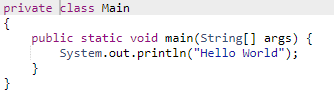 private class Main
{
    public static void main(String[] args) {
        System.out.println("Hello World");
    }
}